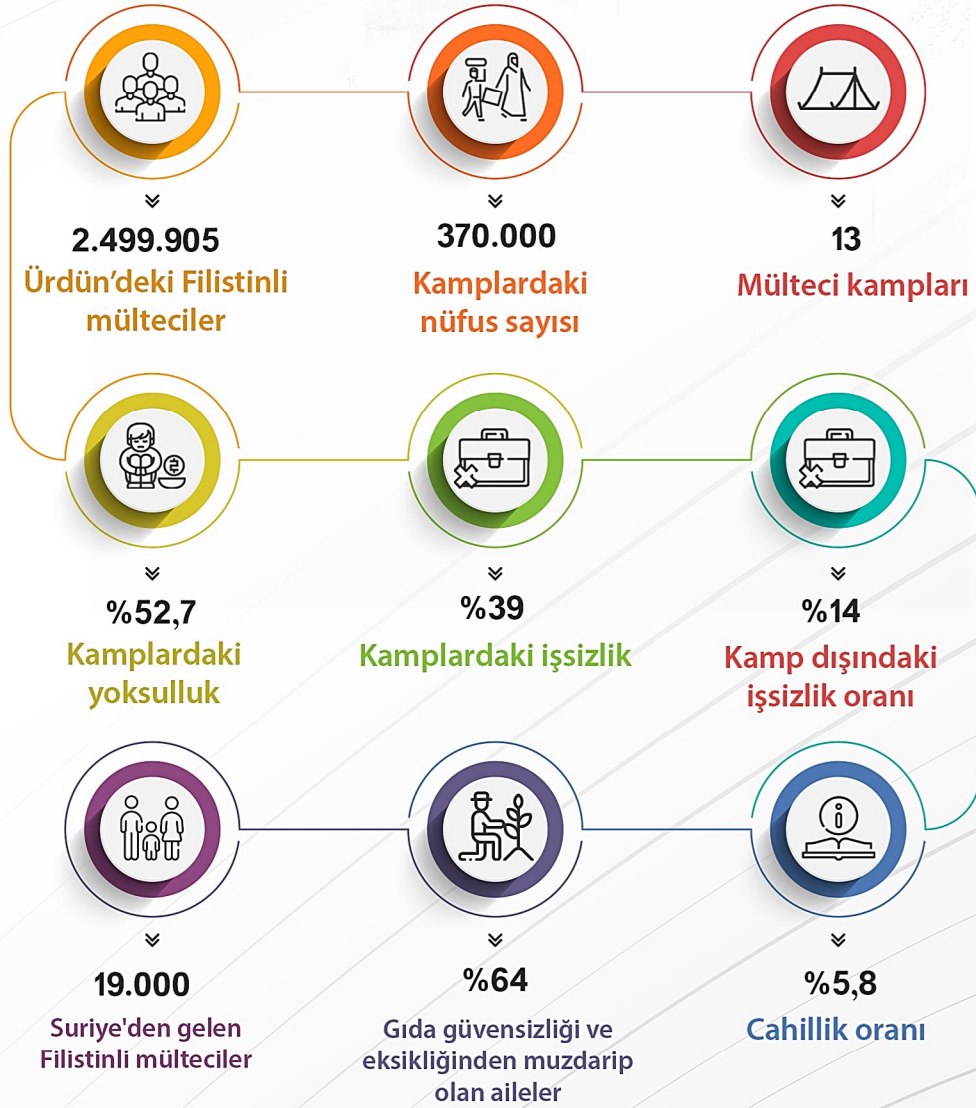 2.499.905
Ürdün'deki Filistinli
mülteciler
370.000
Kamplardaki
nüfus sayısı
13
Mülteci kampları
%52,7
Kamplardaki
yoksulluk
%39
Kamplardaki işsizlik
%14
Kamp dışındaki
işsizlik oranı
19.000
Suriye'den gelen
Filistinli mülteciler
%64
Gıda güvensizliği ve
eksikliğinden muzdarip
olan aileler
%5,8
Cahillik oranı